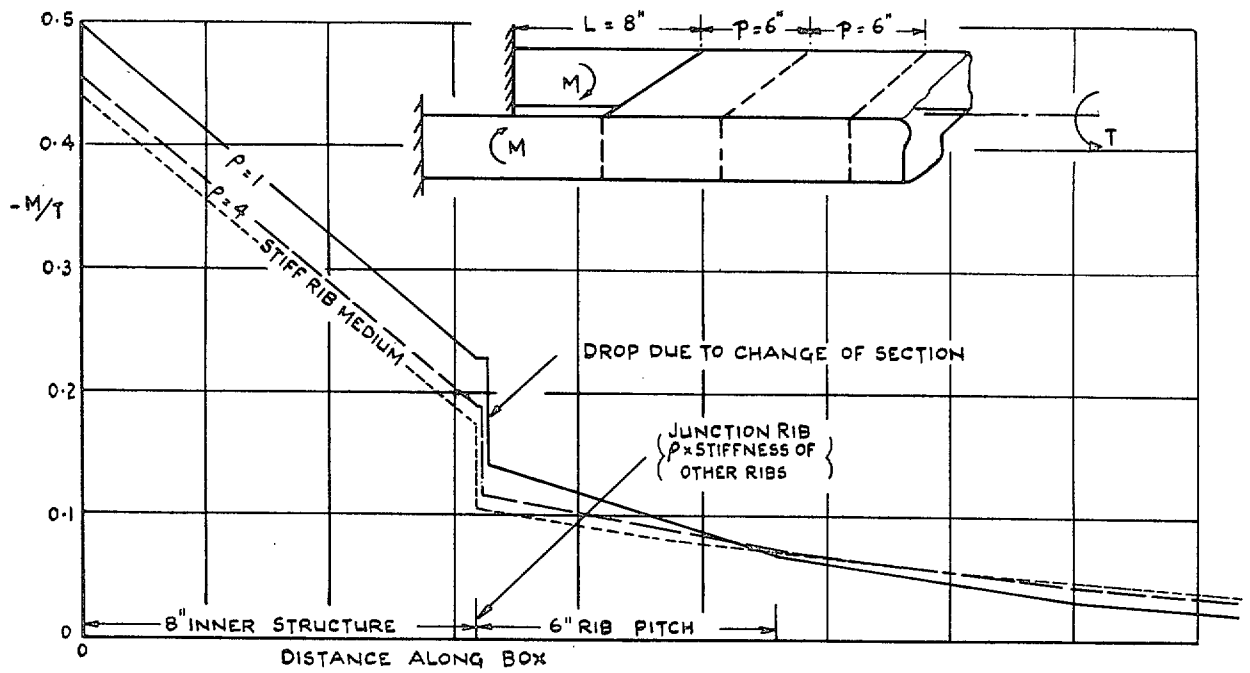 0.5
0.4
-M/T
0.3
0.2
0.1
0
0
L = 8"
p=6"
p=6"
M
M
T
ρ=1
ρ=4
STIFF RIB MEDIUM
DROP DUE TO CHANGE OF SECTION
JUNCTION RIB
ρ×STIFFNESS OF
OTHER RIBS
8" INNER STRUCTURE
6" RIB PITCH
DISTANCE ALONG BOX